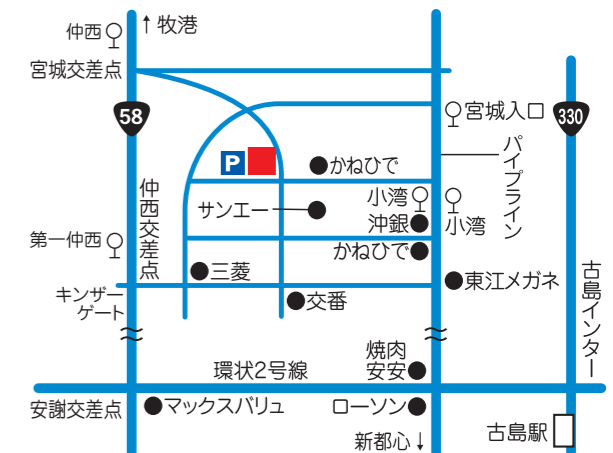 仲西
↑牧港
宮城交差点
58
宮城入口
330
パイプライン
P
かねひで
仲西交差点
サンエー
小湾
沖銀
小湾
第一仲西
かねひで
三菱
東江メガネ
キンザー
ゲート
交番
古島インター
焼肉
安安
環状2号線
安謝交差点
マックスバリュ
ローソン
新都心↓
古島駅